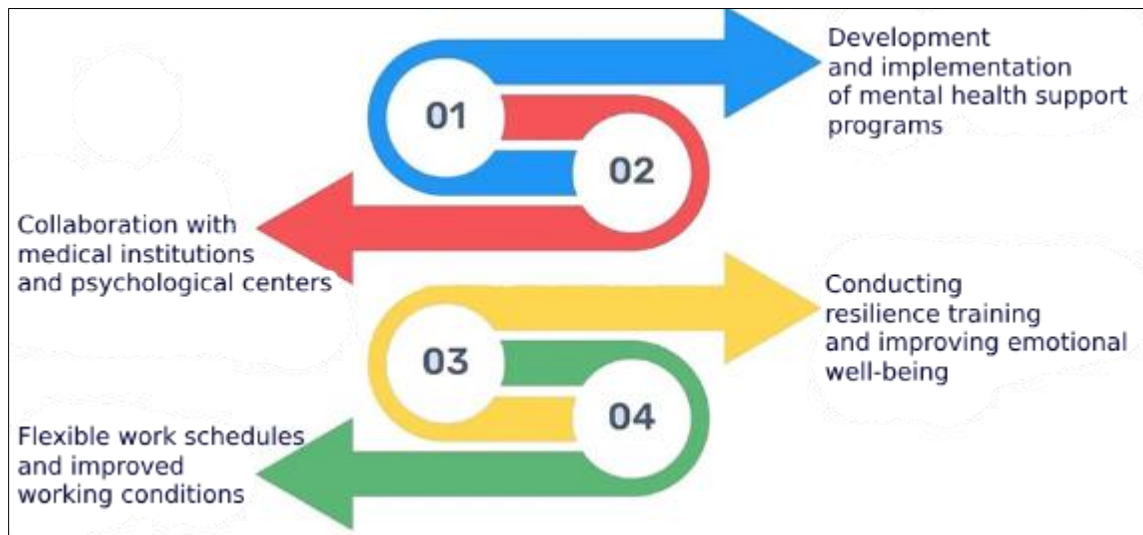 01
Development
and implementation
of mental health support
programs
02
Collaboration with
medical institutions
and psychological centers
03
Conducting
resilience training
and improving emotional
well-being
04
Flexible work schedules
and improved
working conditions